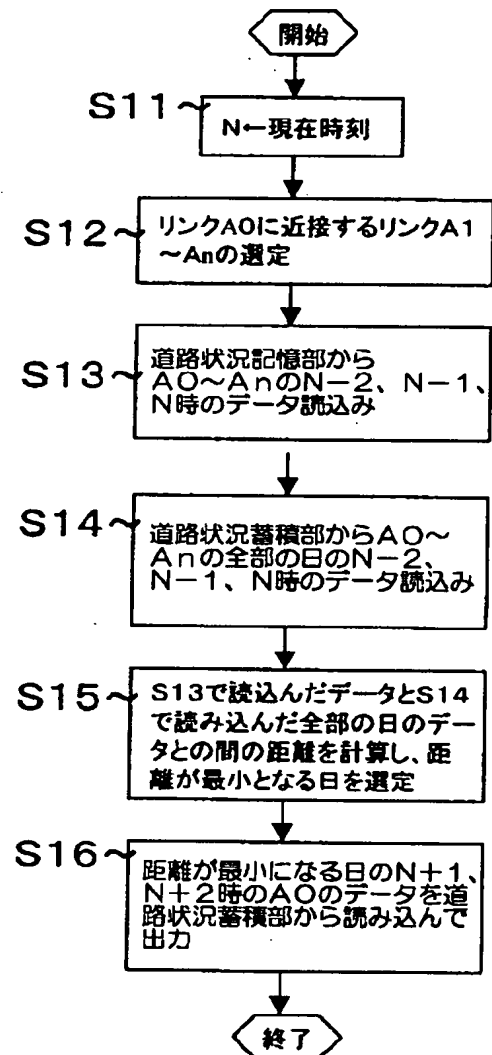 開始
S11
N←現在時刻
S12
リンクA0に近接するリンクA1
～Anの選定
S13
道路状況記憶部から
A0～AnのN－2、N－1、
N時のデータ読込み
S14
道路状況蓄積部からA0～
Anの全部の日のN－2、
N－1、N時のデータ読込み
S15
S13で読込んだデータとS14
で読み込んだ全部の日のデー
タとの間の距離を計算し、距
離が最小となる日を選定
S16
距離が最小になる日のN＋1、
N＋2時のA0のデータを道
路状況蓄積部から読み込んで
出力
終了